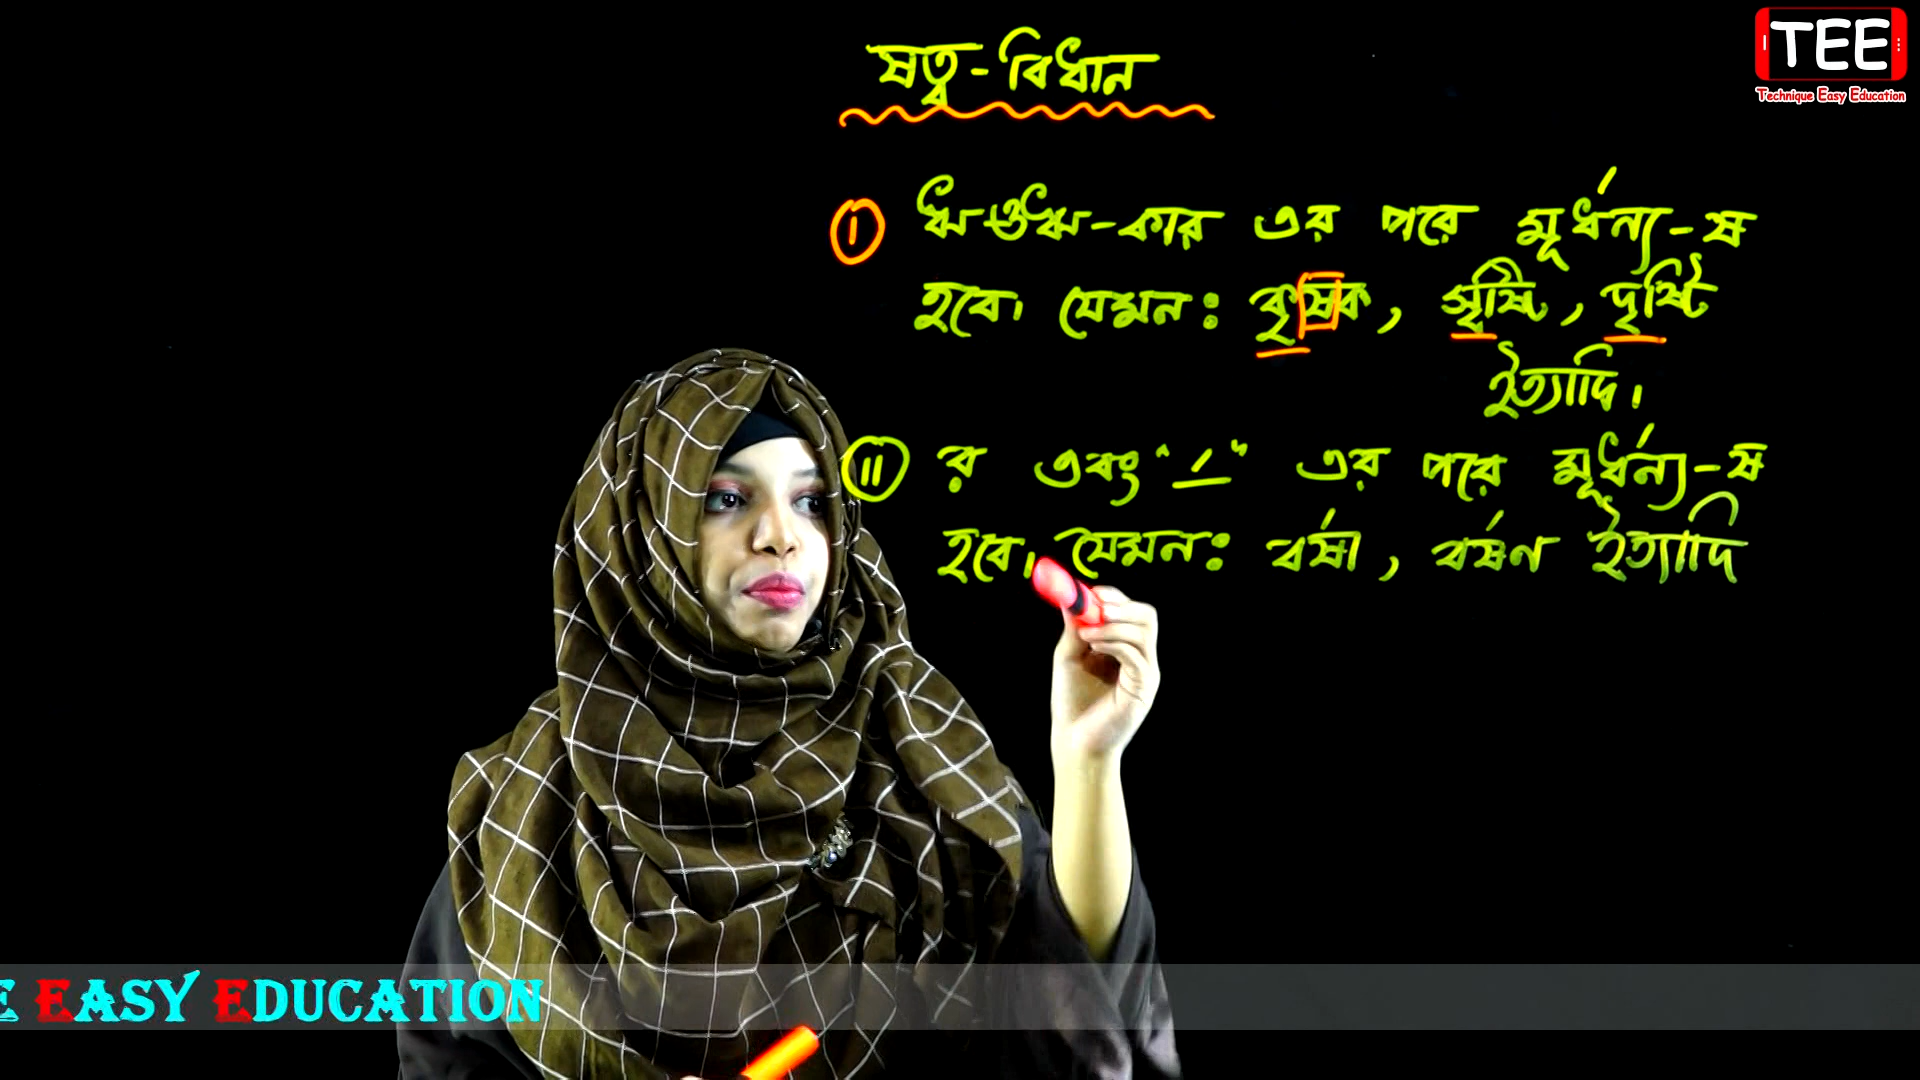 TEE
Technique Easy Education
ষত্ব-বিধান
i ঋ ও ঋ-কার এর পরে মূর্ধন্য-ষ
হবে। যেমন: কৃষক, সৃষ্টি, দৃষ্টি
ইত্যাদি।
ii র এবং "র্" এর পরে মূর্ধন্য-ষ
হবে। যেমন: বর্ষা, বর্ষণ ইত্যাদি
E EASY EDUCATION